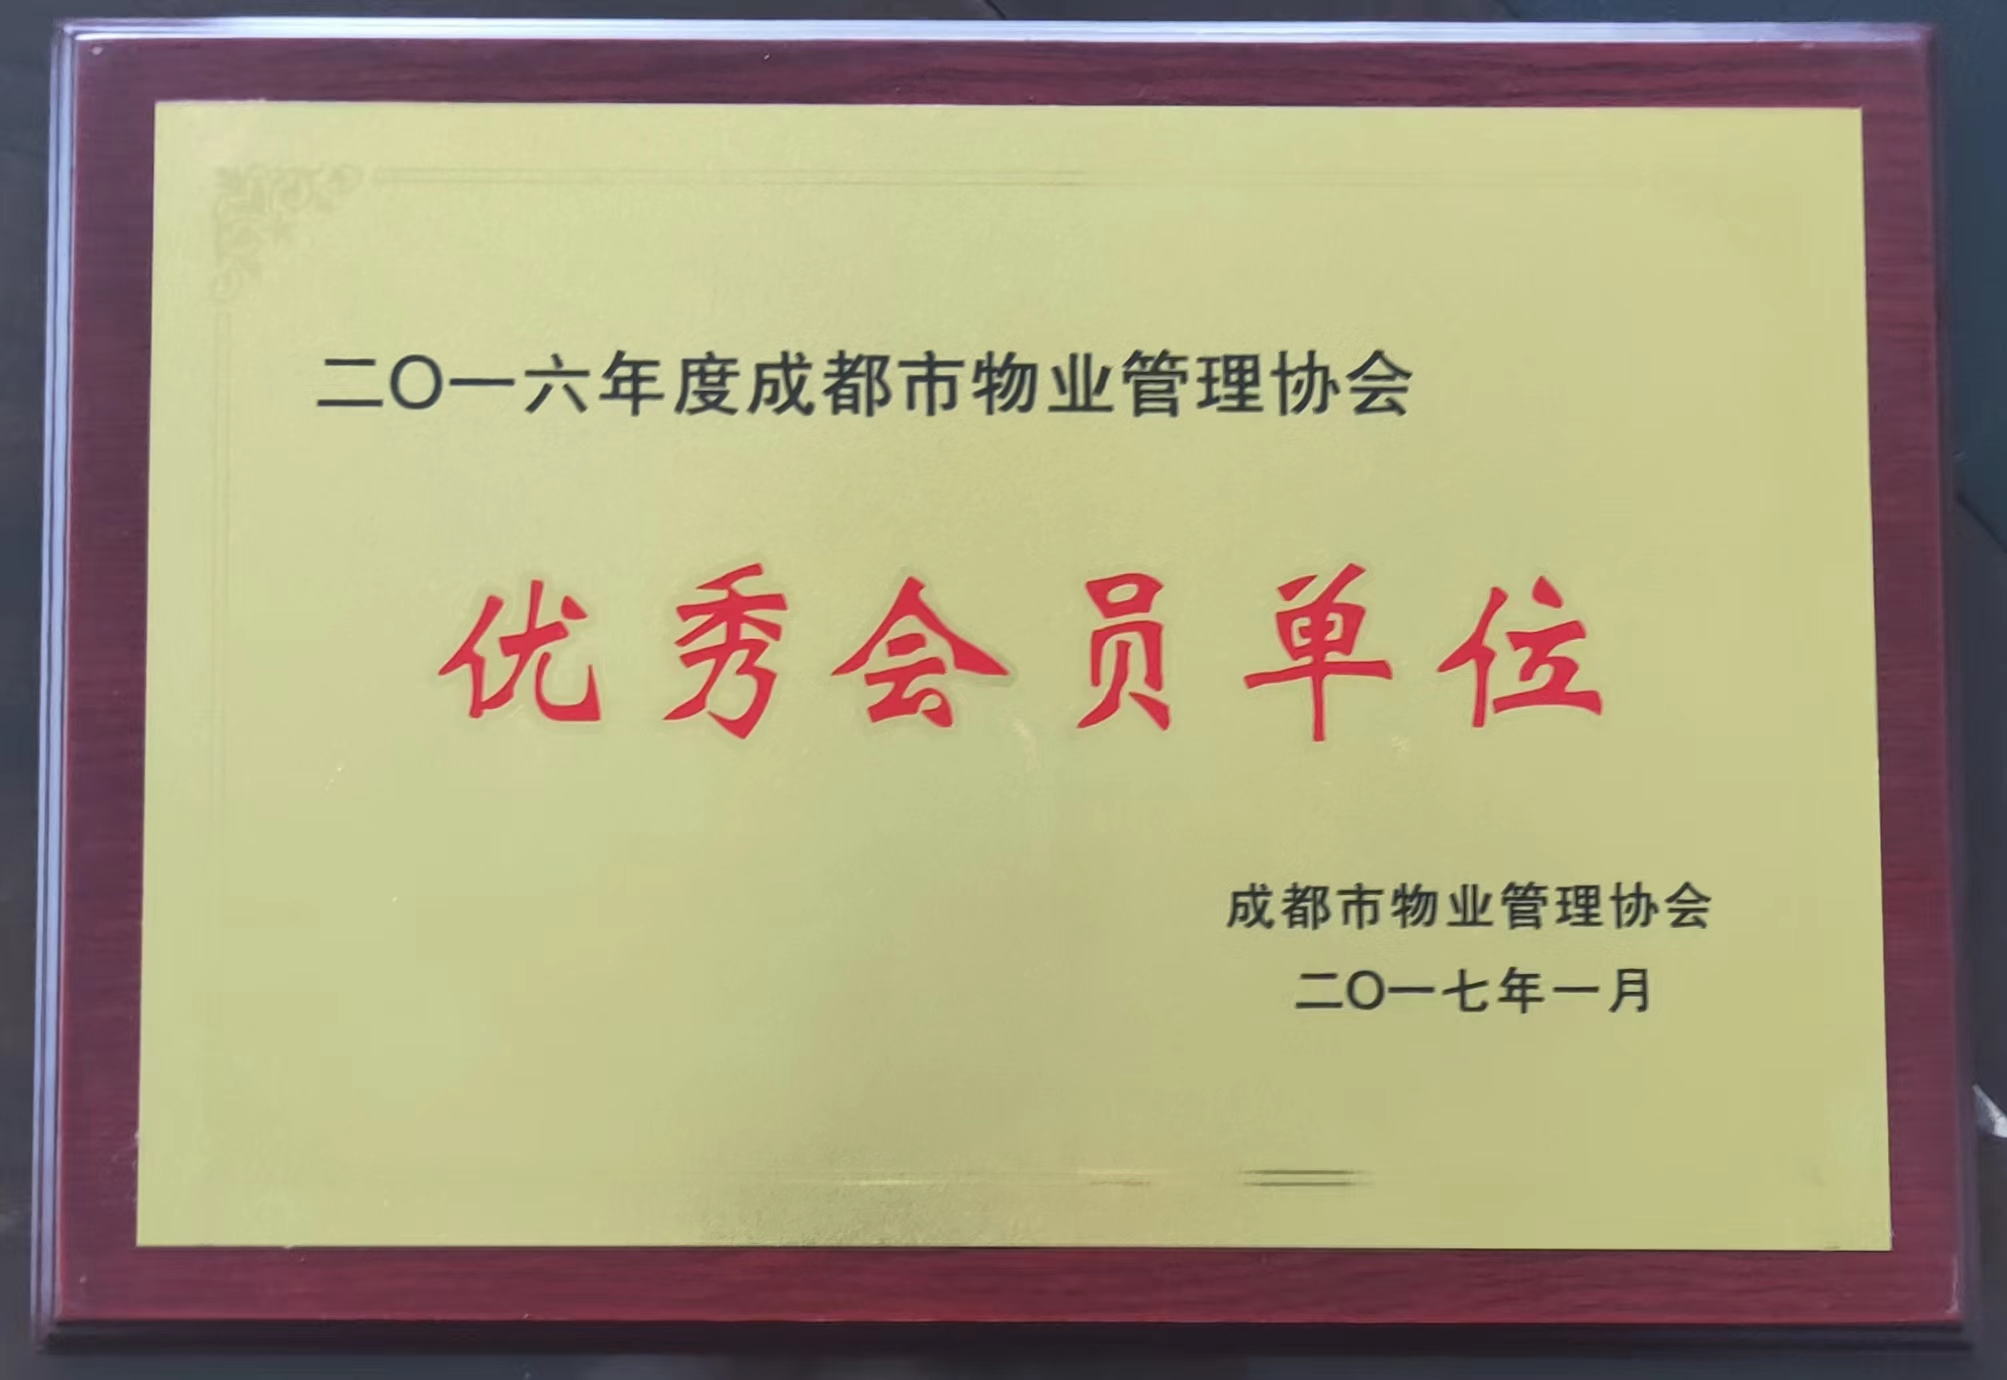 二〇一六年度成都市物业管理协会
优秀会员单位
成都市物业管理协会
二〇一七年一月